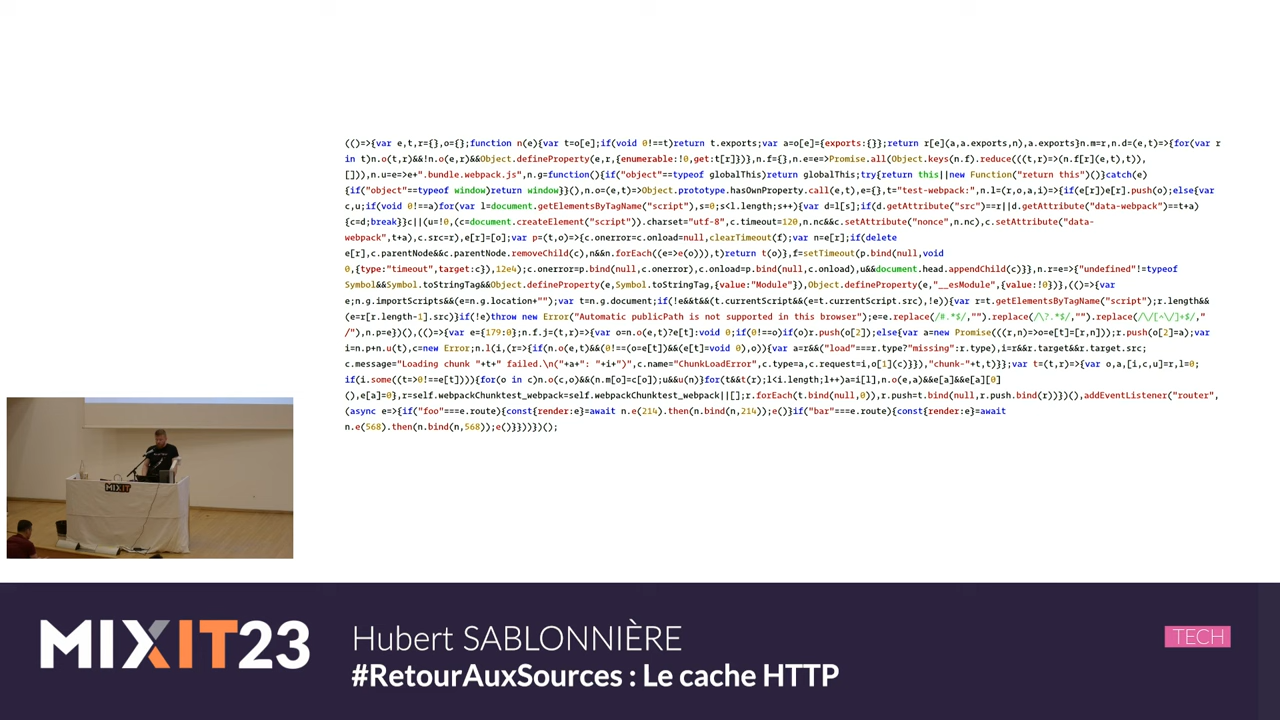 (()=>{var e,t,r={},o={};function n(e){var t=o[e];if(void 0!==t)return t.exports;var a=o[e]={exports:{}};return r[e](a,a.exports,n),a.exports}n.m=r,n.d=(e,t)=>{for(var r
in t)n.o(t,r)&&!n.o(e,r)&&Object.defineProperty(e,r,{enumerable:!0,get:t[r]})},n.f={},n.e=e=>Promise.all(Object.keys(n.f).reduce(((t,r)=>(n.f[r](e,t),t)),
[])),n.u=e=>e+".bundle.webpack.js",n.g=function(){if("object"==typeof globalThis)return globalThis;try{return this||new Function("return this")()}catch(e)
{if("object"==typeof window)return window}}(),n.o=(e,t)=>Object.prototype.hasOwnProperty.call(e,t),e={},t="test-webpack:",n.l=(r,o,a,i)=>{if(e[r])e[r].push(o);else{var
c,u;if(void 0!==a)for(var l=document.getElementsByTagName("script"),s=0;s<l.length;s++){var d=l[s];if(d.getAttribute("src")==r||d.getAttribute("data-webpack")==t+a)
{c=d;break}}c||(u=!0,(c=document.createElement("script")).charset="utf-8",c.timeout=120,n.nc&&c.setAttribute("nonce",n.nc),c.setAttribute("data-
webpack",t+a),c.src=r),e[r]=[o];var p=(t,o)=>{c.onerror=c.onload=null,clearTimeout(f);var n=e[r];if(delete
e[r],c.parentNode&&c.parentNode.removeChild(c),n&&n.forEach((e=>e(o))),t)return t(o)},f=setTimeout(p.bind(null,void
0,{type:"timeout",target:c}),12e4);c.onerror=p.bind(null,c.onerror),c.onload=p.bind(null,c.onload),u&&document.head.appendChild(c)}},n.r=e=>{"undefined"!=typeof
Symbol&&Symbol.toStringTag&&Object.defineProperty(e,Symbol.toStringTag,{value:"Module"}),Object.defineProperty(e,"__esModule",{value:!0})},(()=>{var
e;n.g.importScripts&&(e=n.g.location+"");var t=n.g.document;if(!e&&t&&(t.currentScript&&(e=t.currentScript.src),!e)){var r=t.getElementsByTagName("script");r.length&&
(e=r[r.length-1].src)}if(!e)throw new Error("Automatic publicPath is not supported in this browser");e=e.replace(/#.*$/,"").replace(/\?.*$/,"").replace(/\/[^\/]+$/,"
/"),n.p=e})(),(()=>{var e={179:0};n.f.j=(t,r)=>{var o=n.o(e,t)?e[t]:void 0;if(0!==o)if(o)r.push(o[2]);else{var a=new Promise(((r,n)=>o=e[t]=[r,n]));r.push(o[2]=a);var
i=n.p+n.u(t),c=new Error;n.l(i,(r=>{if(n.o(e,t)&&(0!==(o=e[t])&&(e[t]=void 0),o)){var a=r&&("load"===r.type?"missing":r.type),i=r&&r.target&&r.target.src;
c.message="Loading chunk "+t+" failed.\n("+a+": "+i+")",c.name="ChunkLoadError",c.type=a,c.request=i,o[1](c)}}),"chunk-"+t,t)}};var t=(t,r)=>{var o,a,[i,c,u]=r,l=0;
if(i.some((t=>0!==e[t]))){for(o in c)n.o(c,o)&&(n.m[o]=c[o]);u&&u(n)}for(t&&t(r);l<i.length;l++)a=i[l],n.o(e,a)&&e[a]&&e[a][0]
(),e[a]=0},r=self.webpackChunktest_webpack=self.webpackChunktest_webpack||[];r.forEach(t.bind(null,0)),r.push=t.bind(null,r.push.bind(r))})(),addEventListener("router",
(async e=>{if("foo"===e.route){const{render:e}=await n.e(214).then(n.bind(n,214));e()}if("bar"===e.route){const{render:e}=await
n.e(568).then(n.bind(n,568));e()}}))})();
MIXIT
MIXIT23
Hubert SABLONNIÈRE
TECH
#RetourAuxSources : Le cache HTTP